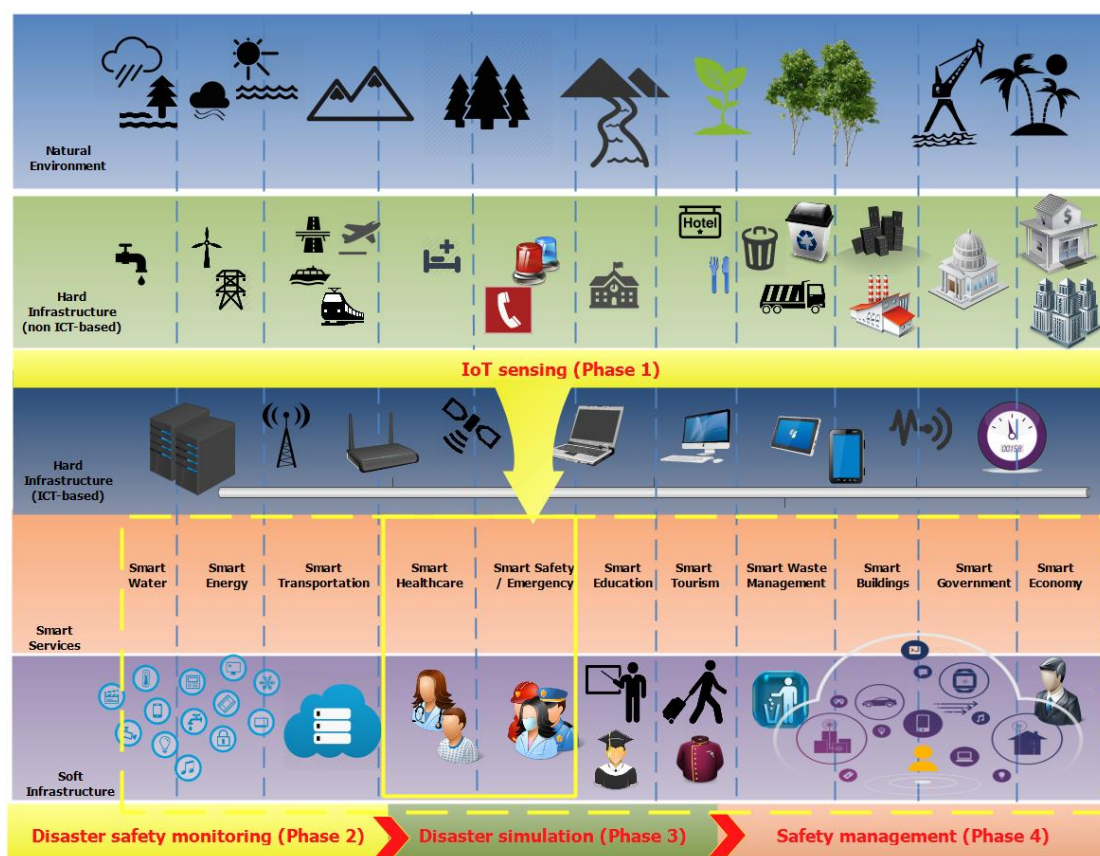 Natural
Environment
Hotel
$
Hard
Infrastructure
(non ICT-based)
IoT sensing (Phase 1)
00:58
Hard
Infrastructure
(ICT-based)
Smart
Water
Smart
Energy
Smart
Transportation
Smart
Healthcare
Smart Safety
/ Emergency
Smart
Education
Smart
Tourism
Smart Waste
Management
Smart
Buildings
Smart
Government
Smart
Economy
Smart
Services
Soft
Infrastructure
Disaster safety monitoring (Phase 2)
Disaster simulation (Phase 3)
Safety management (Phase 4)